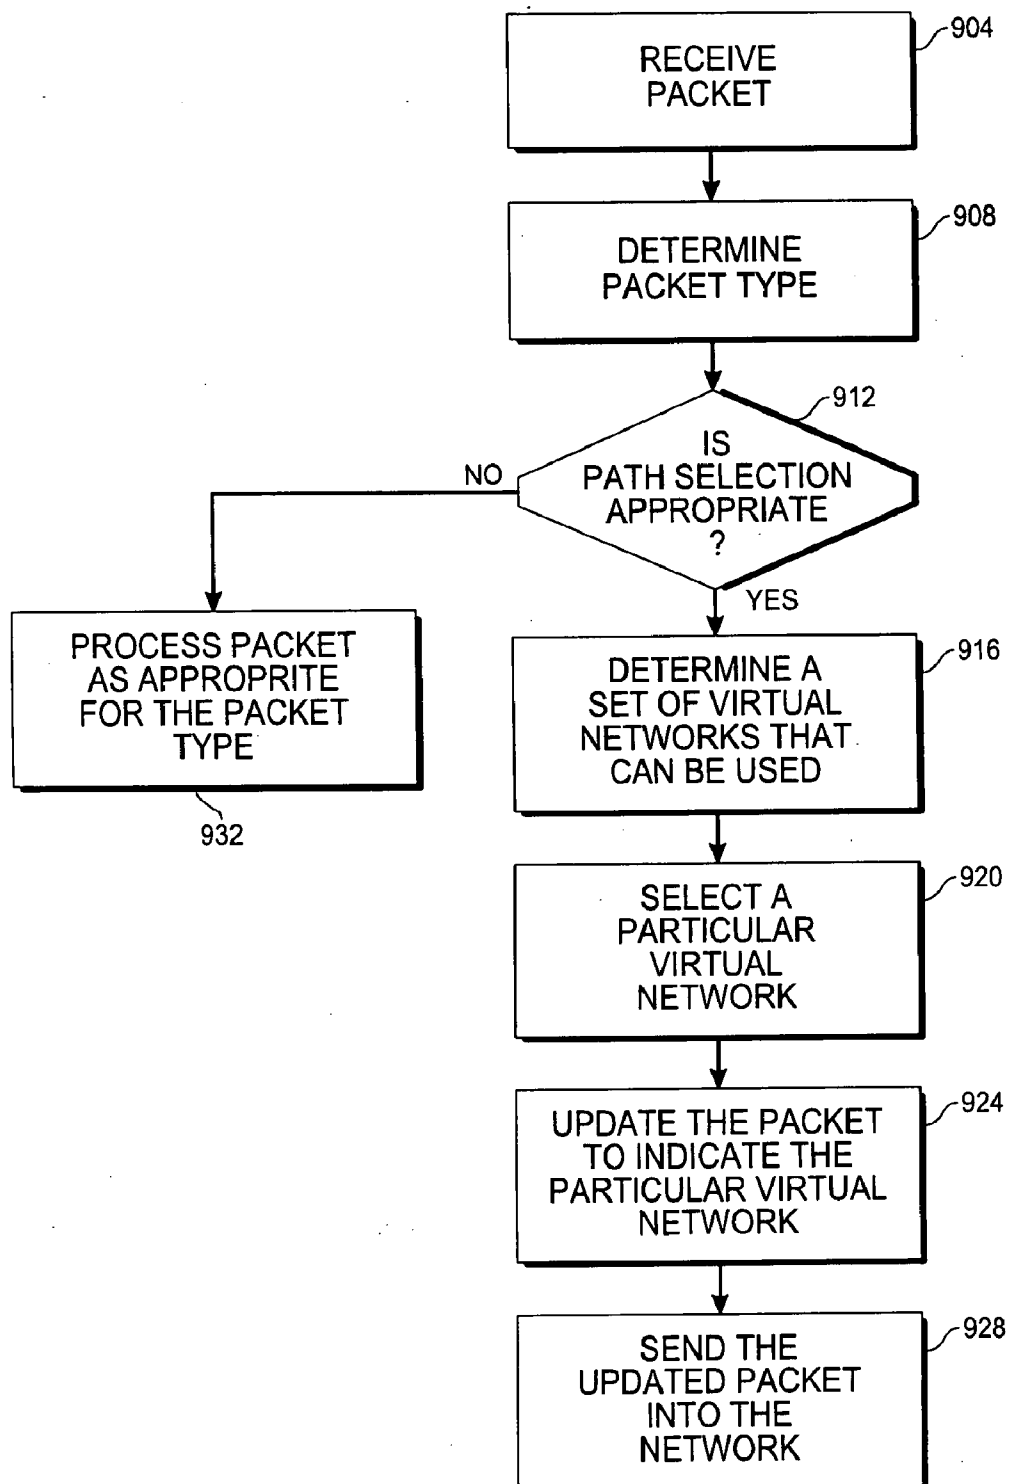 904
RECEIVE
PACKET
908
DETERMINE
PACKET TYPE
912
IS
PATH SELECTION
APPROPRIATE
?
NO
YES
PROCESS PACKET
AS APPROPRITE
FOR THE PACKET
TYPE
932
916
DETERMINE A
SET OF VIRTUAL
NETWORKS THAT
CAN BE USED
920
SELECT A
PARTICULAR
VIRTUAL
NETWORK
924
UPDATE THE PACKET
TO INDICATE THE
PARTICULAR VIRTUAL
NETWORK
928
SEND THE
UPDATED PACKET
INTO THE
NETWORK